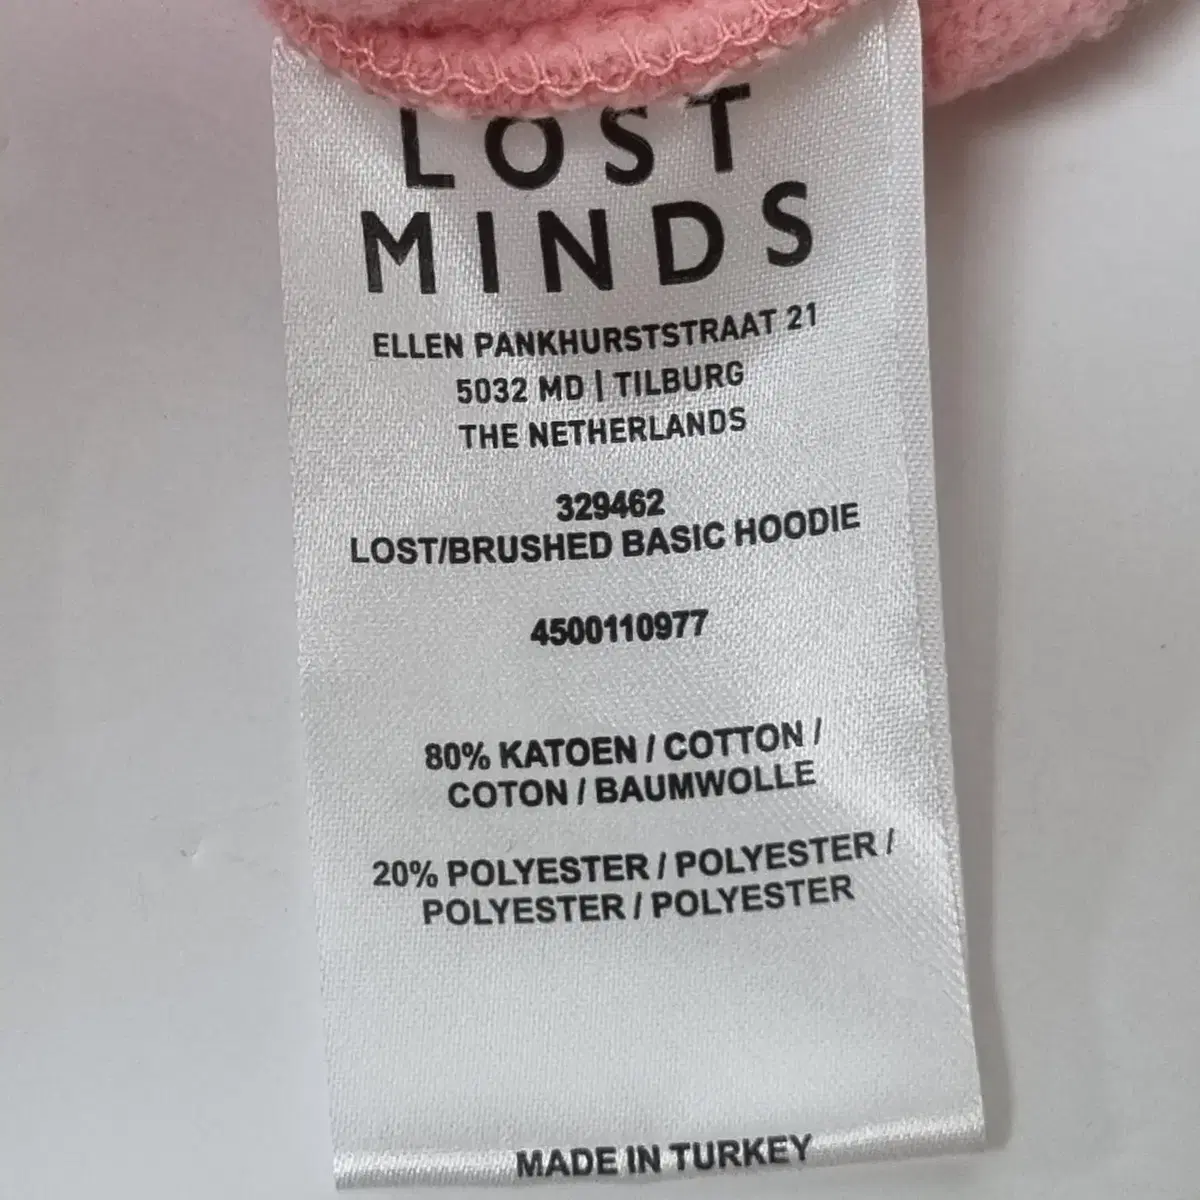 LOST
MINDS
ELLEN PANKHURSTSTRAAT 21
5032 MD | TILBURG
THE NETHERLANDS
329462
LOST/BRUSHED BASIC HOODIE
4500110977
80% KATOEN / COTTON /
COTON / BAUMWOLLE
20% POLYESTER / POLYESTER /
POLYESTER / POLYESTER
MADE IN TURKEY